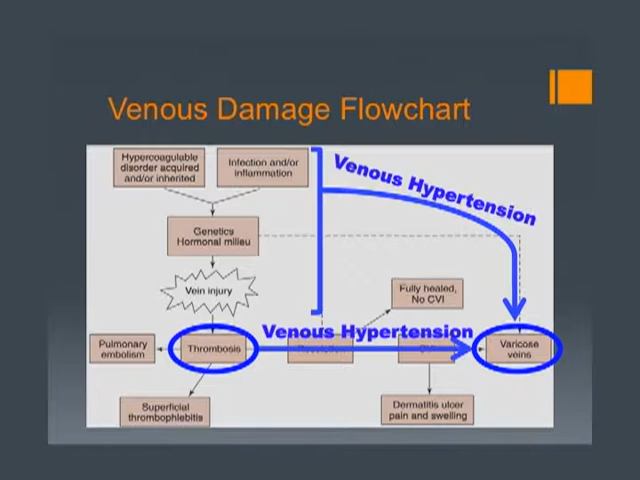 Venous Damage Flowchart
Hypercoagulable
disorder acquired
and/or inherited
Infection and/or
inflammation
Venous Hypertension
Genetics
Hormonal milieu
Vein injury
Fully healed,
No CVI
Venous Hypertension
Pulmonary
embolism
Thrombosis
Varicose
veins
Superficial
thrombophlebitis
Dermatitis ulcer
pain and swelling